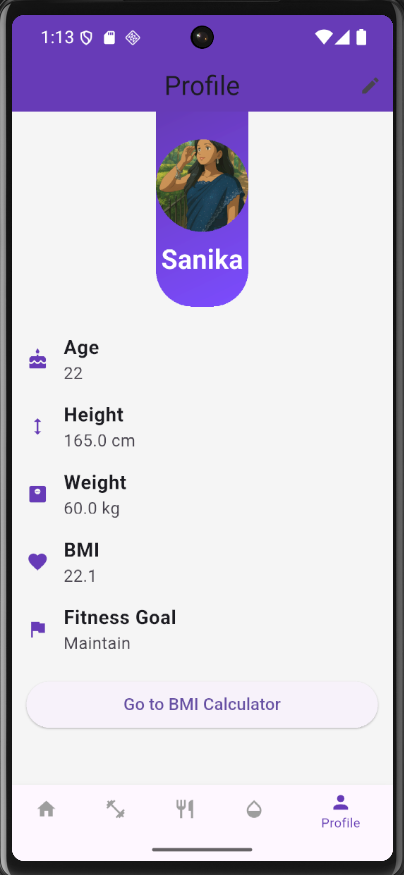 1:13
Profile
Sanika
Age
22
Height
165.0 cm
Weight
60.0 kg
BMI
22.1
Fitness Goal
Maintain
Go to BMI Calculator
Profile